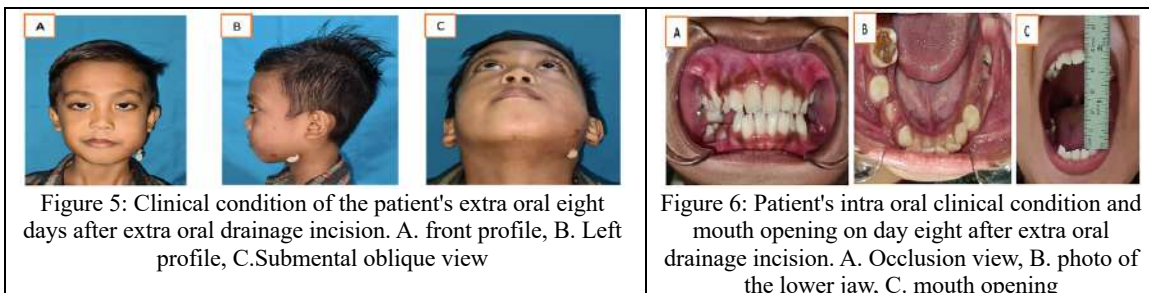 A
B
C
Figure 5: Clinical condition of the patient's extra oral eight
days after extra oral drainage incision. A. front profile, B. Left
profile, C.Submental oblique view
A
B
C
Figure 6: Patient's intra oral clinical condition and
mouth opening on day eight after extra oral
drainage incision. A. Occlusion view, B. photo of
the lower jaw, C. mouth opening